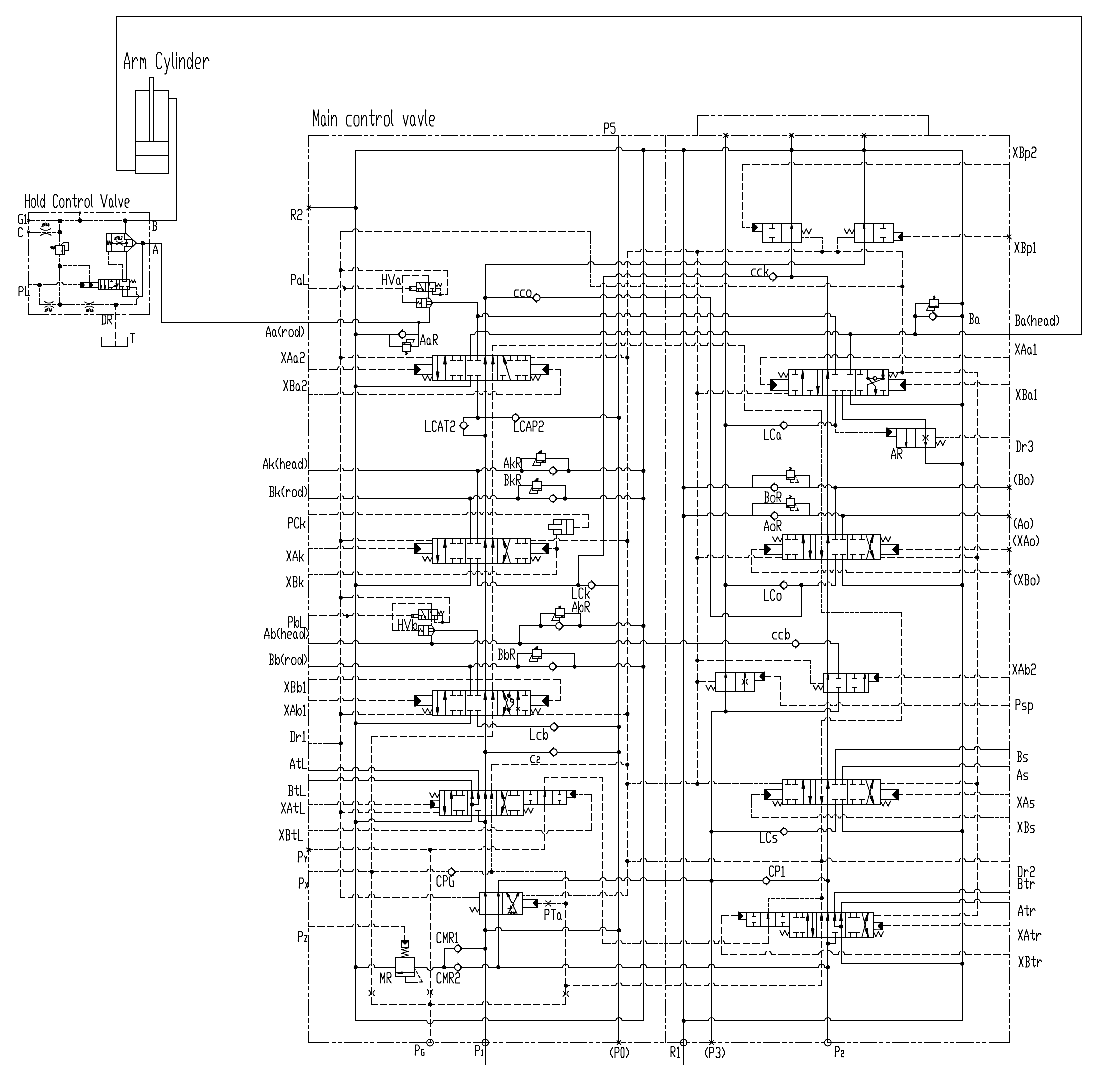 Arm Cylinder
Main control vavle
P5
XBp2
Hold Control Valve
G1
C
B
A
PL
DR
T
R2
XBp1
PaL
HVa
cco
cck
Aa(rod)
AaR
Ba
Ba(head)
XAa2
XAa1
XBa2
XBa1
LCAT2
LCAP2
LCa
AR
Dr3
Ak(head)
AkR
Bk(rod)
BkR
BoR
(Bo)
PCk
AoR
(Ao)
XAk
(XAo)
XBk
LCk
LCo
(XBo)
PbL
HVb
AbR
Ab(head)
ccb
Bb(rod)
BbR
XAb2
XBb1
XAb1
Psp
Dr1
Lcb
AtL
c2
Bs
BtL
As
XAtL
XAs
XBtL
LCs
XBs
PY
Px
CPG
CP1
Dr2
Btr
PTa
Atr
Pz
CMR1
XAtr
MR
CMR2
XBtr
PG
P1
(P0)
R1
(P3)
P2